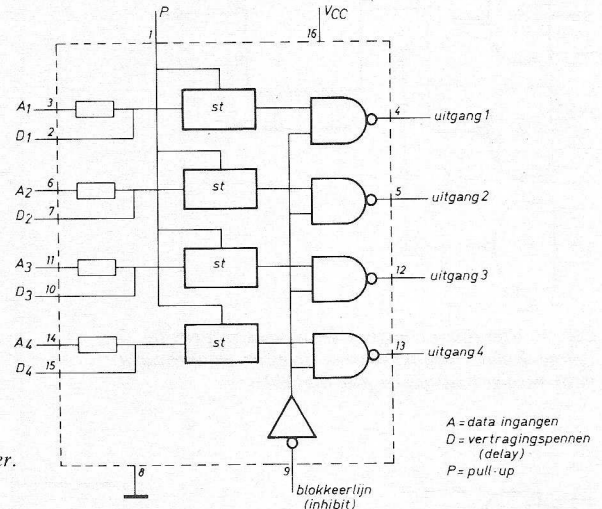 P
VCC
1
16
A1 3
D1 2
st
4 uitgang 1
A2 6
D2 7
st
5 uitgang 2
A3 11
D3 10
st
12 uitgang 3
A4 14
D4 15
st
13 uitgang 4
A = data ingangen
D = vertragingspennen
(delay)
P = pull-up
er.
8
9
blokkeerlijn
(inhibit)